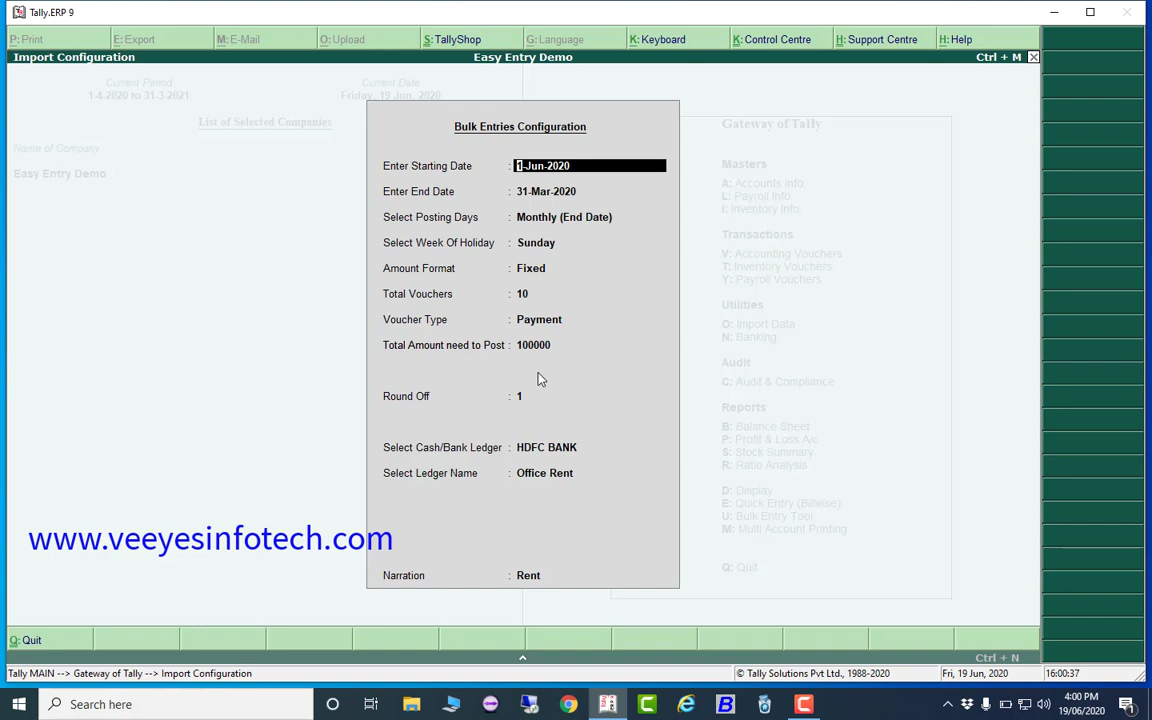 Tally.ERP 9
P: Print E: Export M: E-Mail O: Upload S: TallyShop G: Language K: Keyboard K: Control Centre H: Support Centre H: Help
Import Configuration Easy Entry Demo Ctrl + M
Current Period Current Date
1-4-2020 to 31-3-2021 Friday, 19 Jun, 2020
List of Selected Companies
Name of Company
Easy Entry Demo
Bulk Entries Configuration
Enter Starting Date : 1-Jun-2020
Enter End Date : 31-Mar-2020
Select Posting Days : Monthly (End Date)
Select Week Of Holiday : Sunday
Amount Format : Fixed
Total Vouchers : 10
Voucher Type : Payment
Total Amount need to Post : 100000
Round Off : 1
Select Cash/Bank Ledger : HDFC BANK
Select Ledger Name : Office Rent
Narration : Rent
Gateway of Tally
Masters
A: Accounts Info.
L: Payroll Info.
I: Inventory Info.
Transactions
V: Accounting Vouchers
T: Inventory Vouchers
Y: Payroll Vouchers
Utilities
O: Import Data
N: Banking
Audit
C: Audit & Compliance
Reports
B: Balance Sheet
P: Profit & Loss A/c
S: Stock Summary
R: Ratio Analysis
D: Display
E: Quick Entry (Billwise)
U: Bulk Entry Tool
M: Multi Account Printing
Q: Quit
www.veeyesinfotech.com
Q: Quit
Ctrl + N
Tally MAIN --> Gateway of Tally --> Import Configuration © Tally Solutions Pvt Ltd., 1988-2020 Fri, 19 Jun, 2020 16:00:37
Search here
4:00 PM
19/06/2020
1